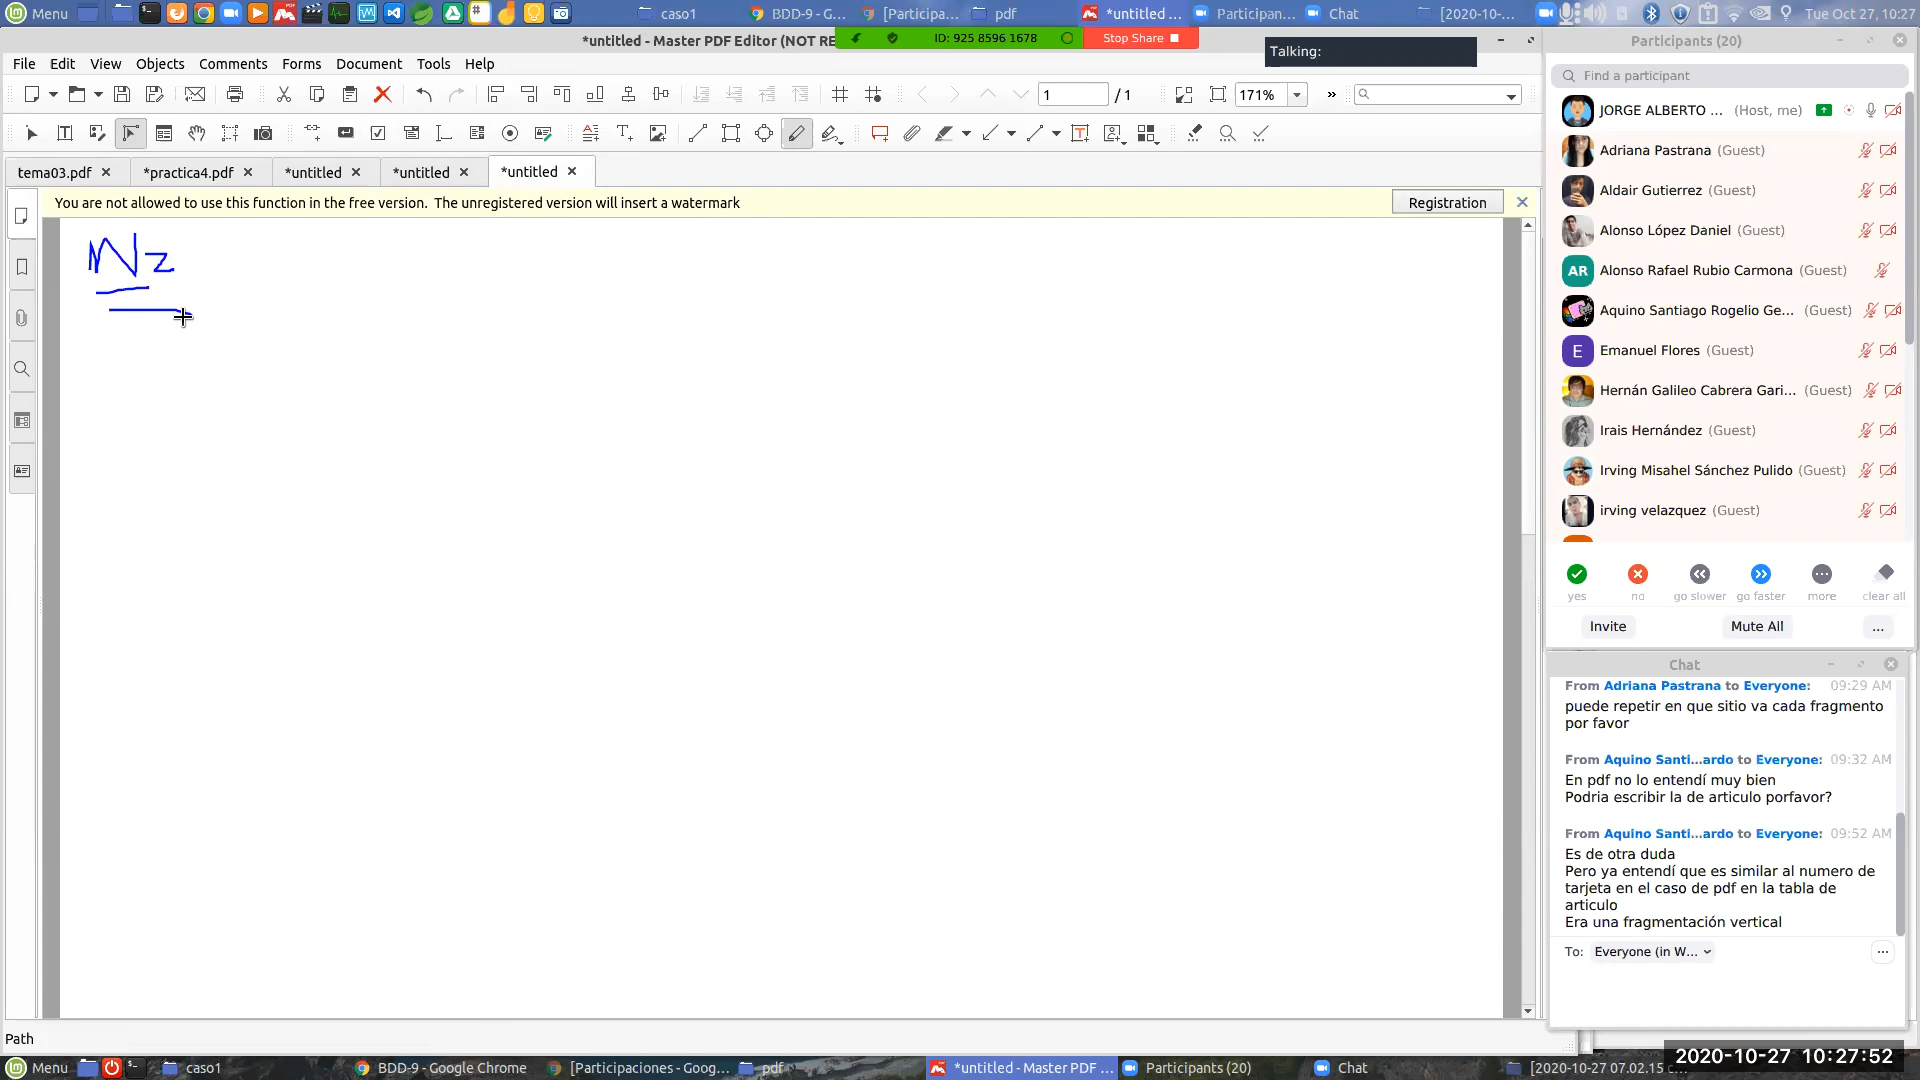 Menu caso1 BDD-9 - G... [Participa... pdf *untitled ... Participan... Chat [2020-10-... Tue Oct 27, 10:27
*untitled - Master PDF Editor (NOT RE ID: 925 8596 1678 Stop Share
Talking:
File Edit View Objects Comments Forms Document Tools Help
1 / 1 171% »
tema03.pdf *practica4.pdf *untitled *untitled *untitled
You are not allowed to use this function in the free version. The unregistered version will insert a watermark Registration
Nz
Path
Participants (20)
Find a participant
JORGE ALBERTO ... (Host, me)
Adriana Pastrana (Guest)
Aldair Gutierrez (Guest)
Alonso López Daniel (Guest)
AR Alonso Rafael Rubio Carmona (Guest)
Aquino Santiago Rogelio Ge... (Guest)
E Emanuel Flores (Guest)
Hernán Galileo Cabrera Gari... (Guest)
Irais Hernández (Guest)
Irving Misahel Sánchez Pulido (Guest)
irving velazquez (Guest)
yes no go slower go faster more clear all
Invite Mute All ...
Chat
From Adriana Pastrana to Everyone: 09:29 AM
puede repetir en que sitio va cada fragmento
por favor
From Aquino Santi...ardo to Everyone: 09:32 AM
En pdf no lo entendí muy bien
Podria escribir la de articulo porfavor?
From Aquino Santi...ardo to Everyone: 09:52 AM
Es de otra duda
Pero ya entendí que es similar al numero de
tarjeta en el caso de pdf en la tabla de
articulo
Era una fragmentación vertical
To: Everyone (in W...
Menu caso1 BDD-9 - Google Chrome [Participaciones - Goog... pdf *untitled - Master PDF ... Participants (20) Chat [2020-10-27 07.02.15
2020-10-27 10:27:52